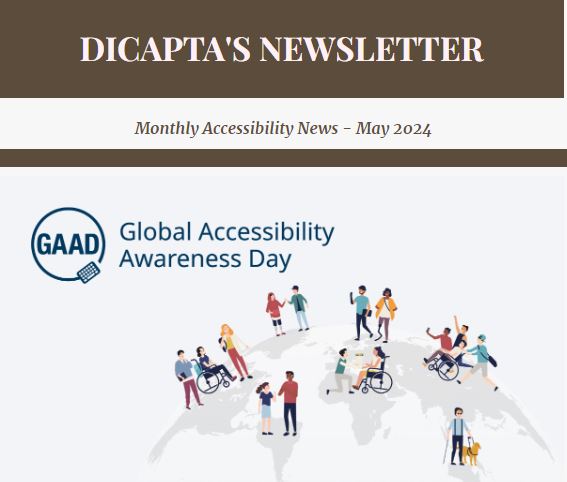 DICAPTA'S NEWSLETTER
Monthly Accessibility News - May 2024
GAAD
Global Accessibility
Awareness Day